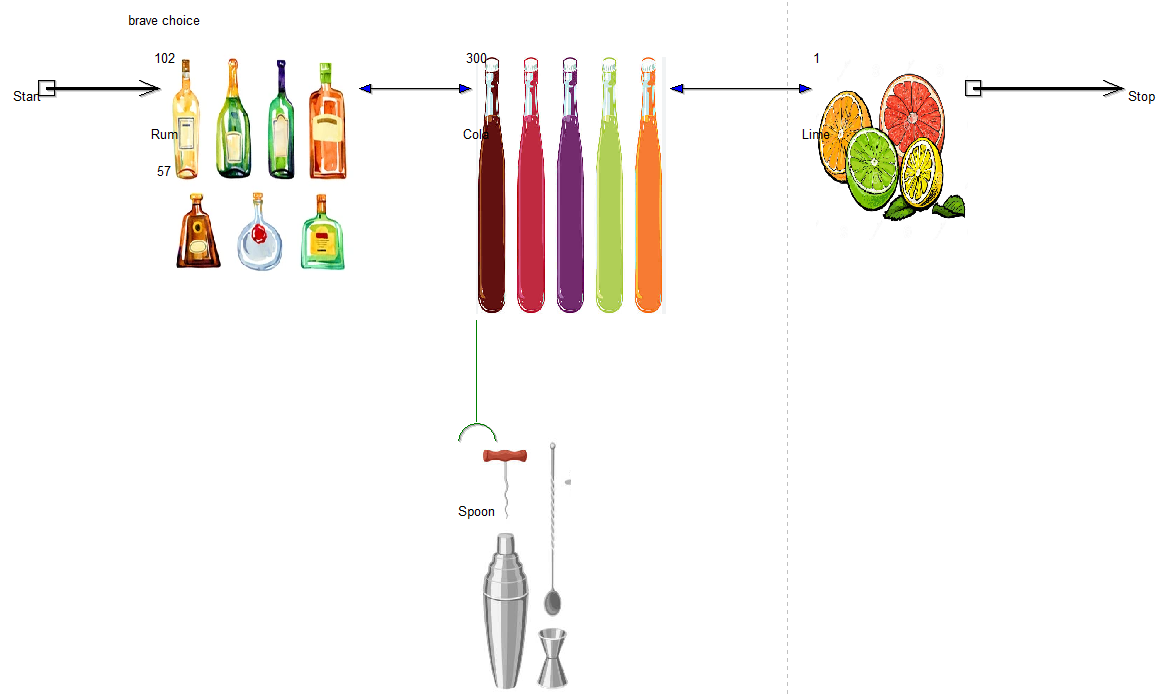 brave choice
102
300
1
Start
Stop
Rum
Cola
Lime
57
Spoon